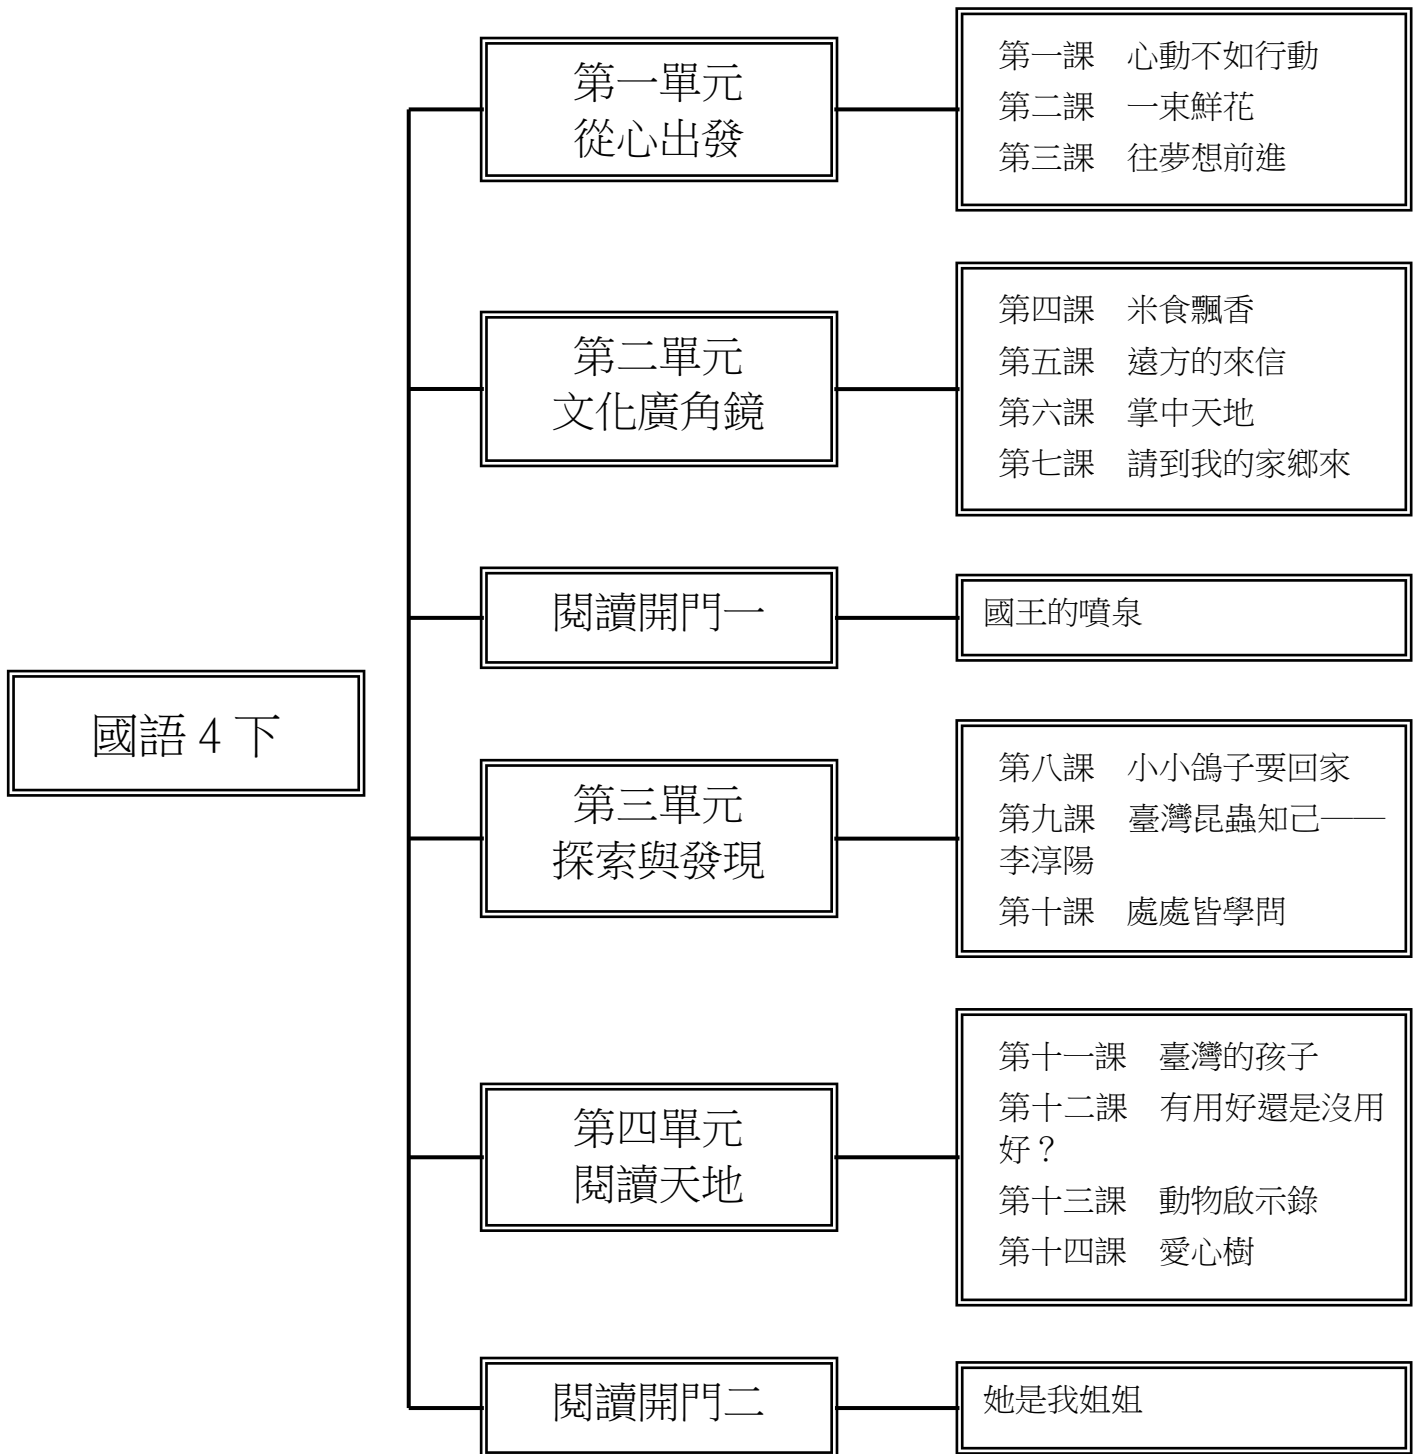 國語 4 下
第一單元
從心出發
第一課　心動不如行動
第二課　一束鮮花
第三課　往夢想前進
第二單元
文化廣角鏡
第四課　米食飄香
第五課　遠方的來信
第六課　掌中天地
第七課　請到我的家鄉來
閱讀開門一
國王的噴泉
第三單元
探索與發現
第八課　小小鴿子要回家
第九課　臺灣昆蟲知己——
李淳陽
第十課　處處皆學問
第四單元
閱讀天地
第十一課　臺灣的孩子
第十二課　有用好還是沒用
好？
第十三課　動物啟示錄
第十四課　愛心樹
閱讀開門二
她是我姐姐